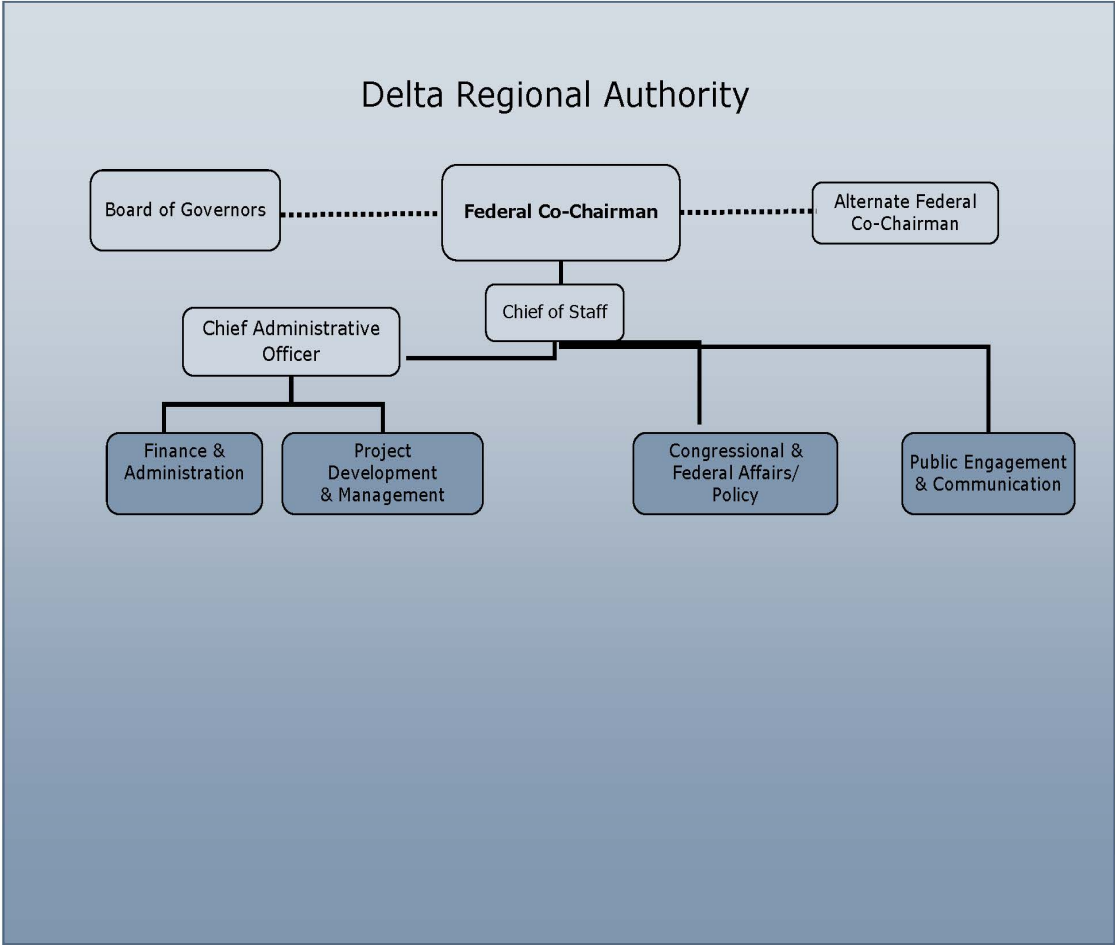 Delta Regional Authority
Board of Governors
Federal Co-Chairman
Alternate Federal
Co-Chairman
Chief of Staff
Chief Administrative
Officer
Finance &
Administration
Project
Development
& Management
Congressional &
Federal Affairs/
Policy
Public Engagement
& Communication